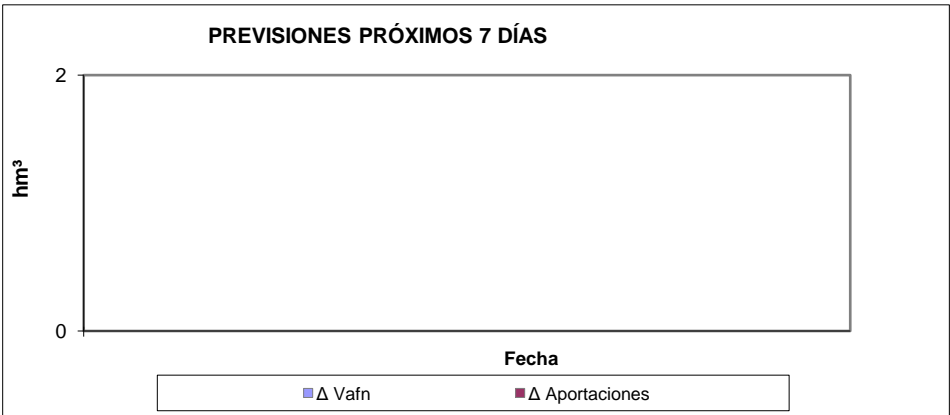 PREVISIONES PRÓXIMOS 7 DÍAS
2
hm³
0
Fecha
Δ Vafn Δ Aportaciones